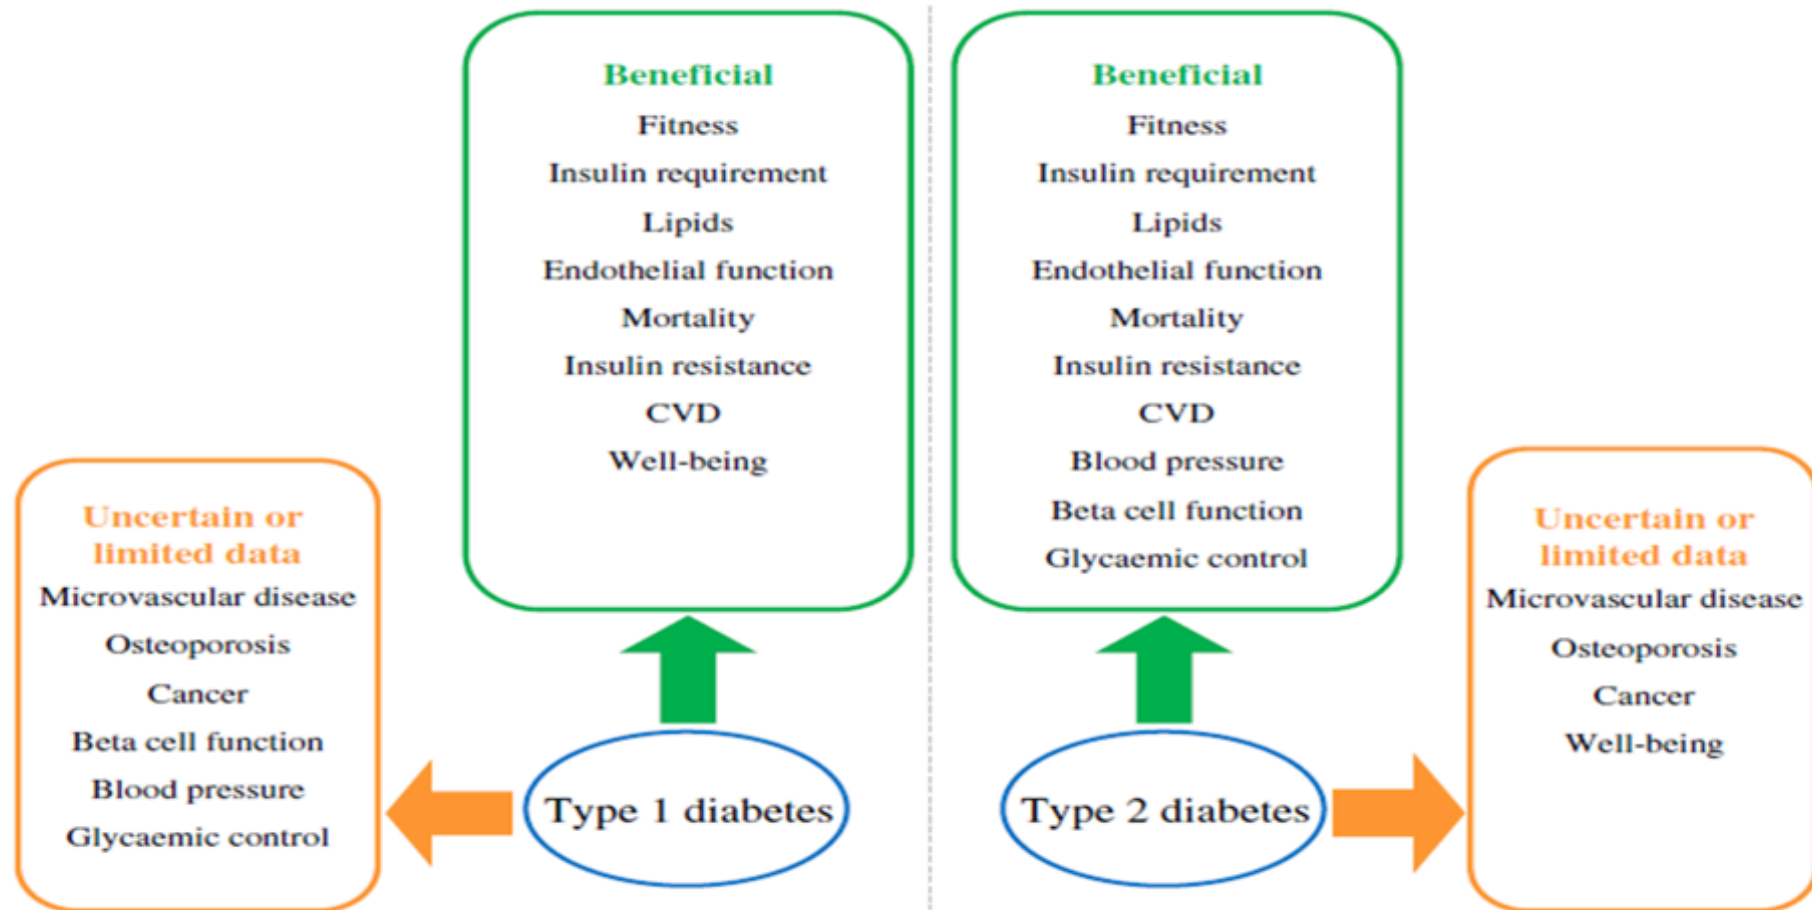 Beneficial
Fitness
Insulin requirement
Lipids
Endothelial function
Mortality
Insulin resistance
CVD
Well-being
Uncertain or
limited data
Microvascular disease
Osteoporosis
Cancer
Beta cell function
Blood pressure
Glycaemic control
Type 1 diabetes
Beneficial
Fitness
Insulin requirement
Lipids
Endothelial function
Mortality
Insulin resistance
CVD
Blood pressure
Beta cell function
Glycaemic control
Uncertain or
limited data
Microvascular disease
Osteoporosis
Cancer
Well-being
Type 2 diabetes